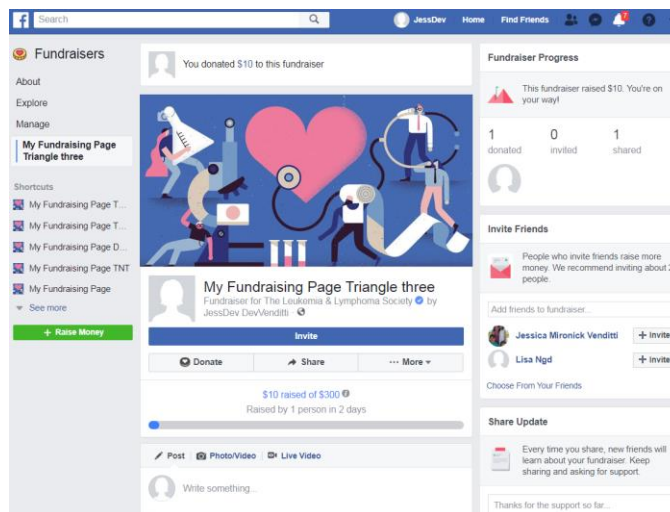 f
Search
JessDev
Home
Find Friends
7
Fundraisers
About
Explore
Manage
My Fundraising Page
Triangle three
Shortcuts
My Fundraising Page T...
My Fundraising Page T...
My Fundraising Page D...
My Fundraising Page TNT
My Fundraising Page
See more
+ Raise Money
You donated $10 to this fundraiser
My Fundraising Page Triangle three
Fundraiser for The Leukemia & Lymphoma Society by
JessDev DevVenditti ·
Invite
Donate
Share
··· More
$10 raised of $300
Raised by 1 person in 2 days
Post
Photo/Video
Live Video
Write something...
Fundraiser Progress
This fundraiser raised $10. You're on
your way!
1 0 1
donated invited shared
Invite Friends
People who invite friends raise more
money. We recommend inviting about 2
people.
Add friends to fundraiser...
Jessica Mironick Venditti
+ Invite
Lisa Ngd
+ Invite
Choose From Your Friends
Share Update
Every time you share, new friends will
learn about your fundraiser. Keep
sharing and asking for support.
Thanks for the support so far...